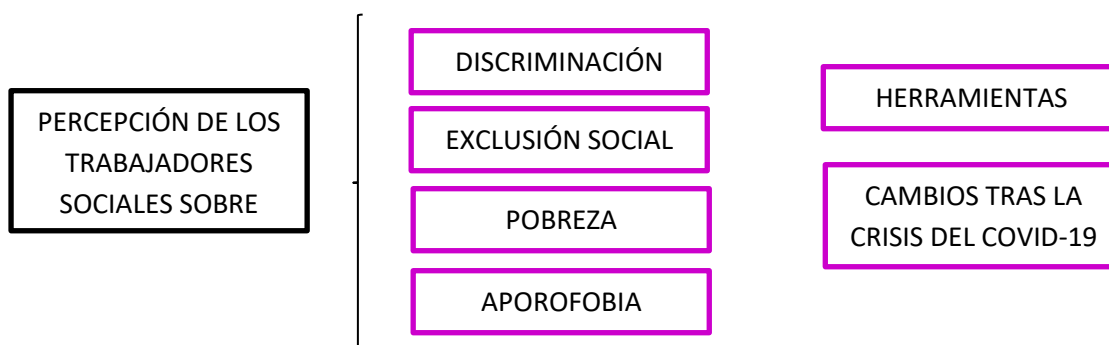 PERCEPCIÓN DE LOS
TRABAJADORES
SOCIALES SOBRE
DISCRIMINACIÓN
EXCLUSIÓN SOCIAL
POBREZA
APOROFOBIA
HERRAMIENTAS
CAMBIOS TRAS LA
CRISIS DEL COVID-19